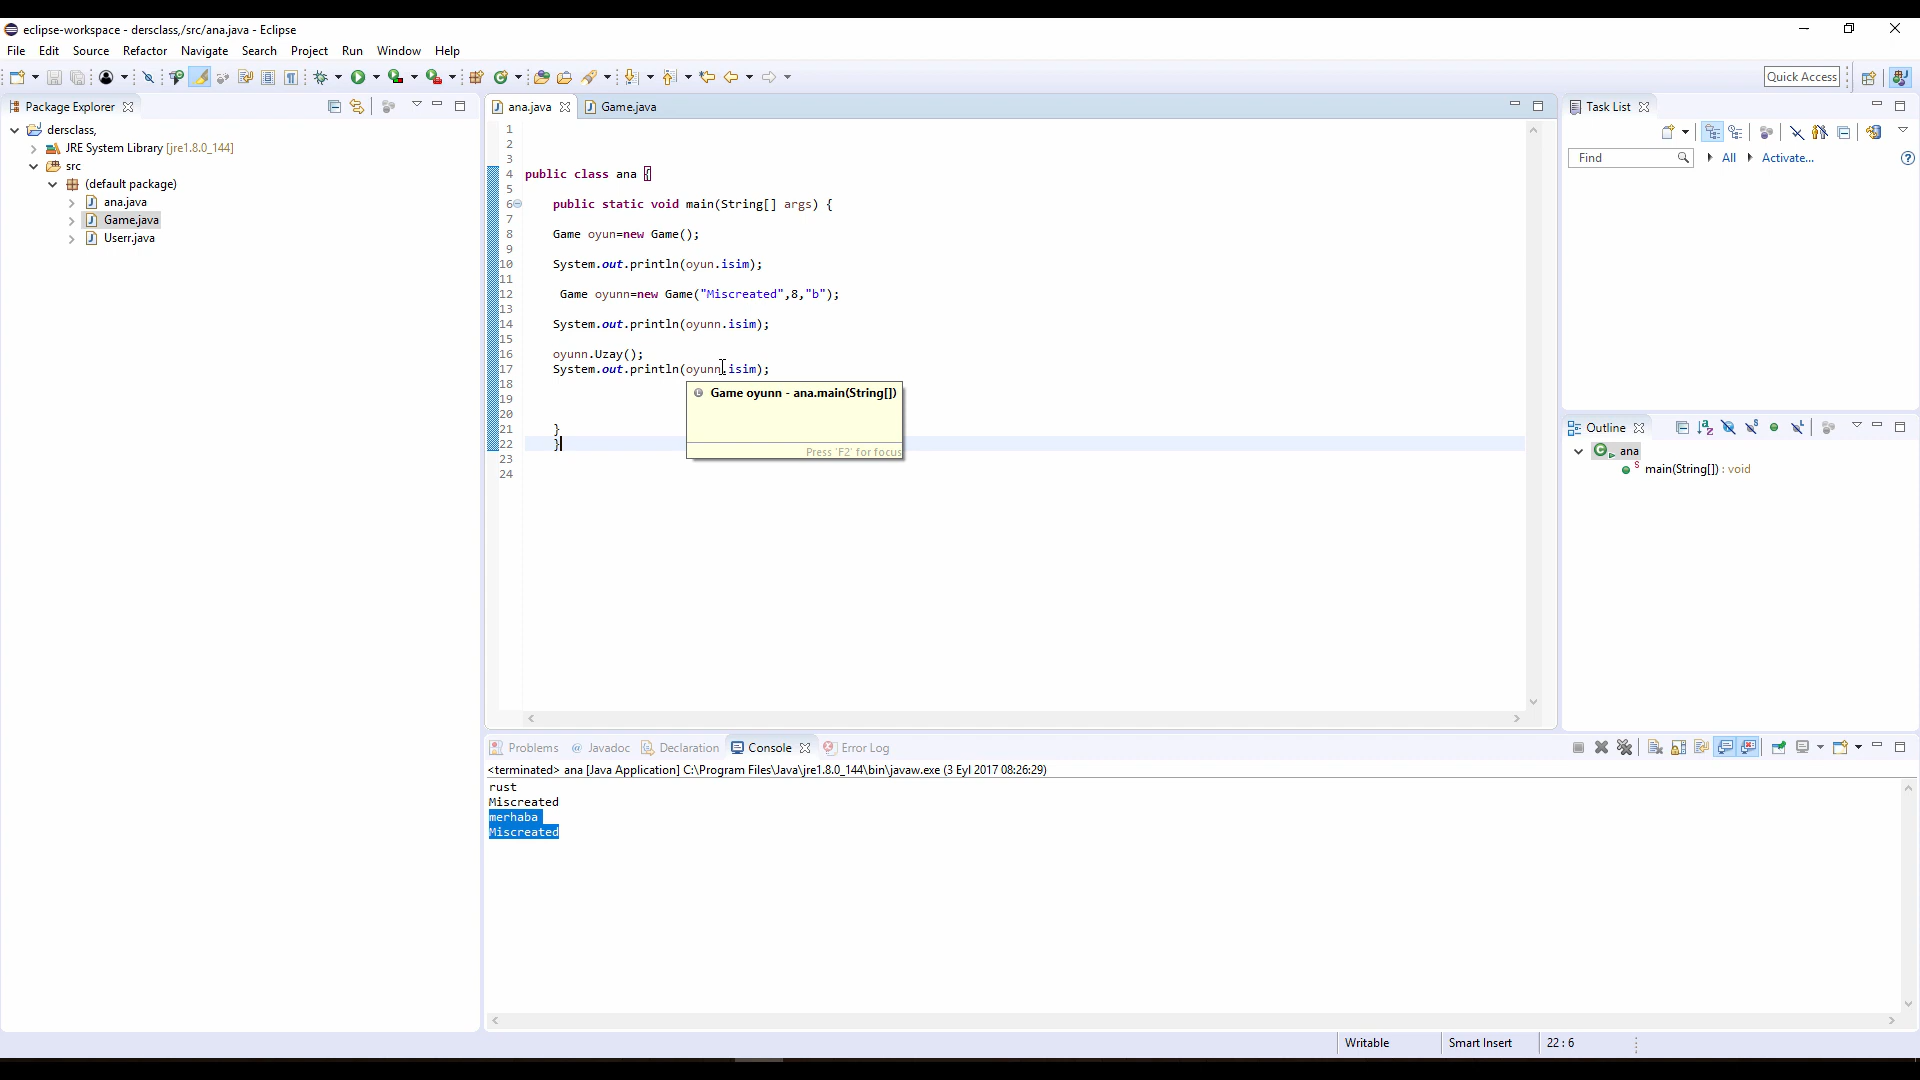 eclipse-workspace - dersclass,/src/ana.java - Eclipse
File Edit Source Refactor Navigate Search Project Run Window Help
Quick Access
Package Explorer
dersclass,
JRE System Library [jre1.8.0_144]
src
(default package)
ana.java
Game.java
Userr.java
ana.java Game.java
1
2
3
4 public class ana {
5
6 public static void main(String[] args) {
7
8 Game oyun=new Game();
9
10 System.out.println(oyun.isim);
11
12 Game oyunn=new Game("Miscreated",8,"b");
13
14 System.out.println(oyunn.isim);
15
16 oyunn.Uzay();
17 System.out.println(oyunn.isim);
18
19
20
21 }
22 }
23
24
Game oyunn - ana.main(String[])
Press 'F2' for focus
Task List
Find All Activate...
Outline
ana
main(String[]) : void
Problems Javadoc Declaration Console Error Log
<terminated> ana [Java Application] C:\Program Files\Java\jre1.8.0_144\bin\javaw.exe (3 Eyl 2017 08:26:29)
rust
Miscreated
merhaba
Miscreated
Writable Smart Insert 22 : 6